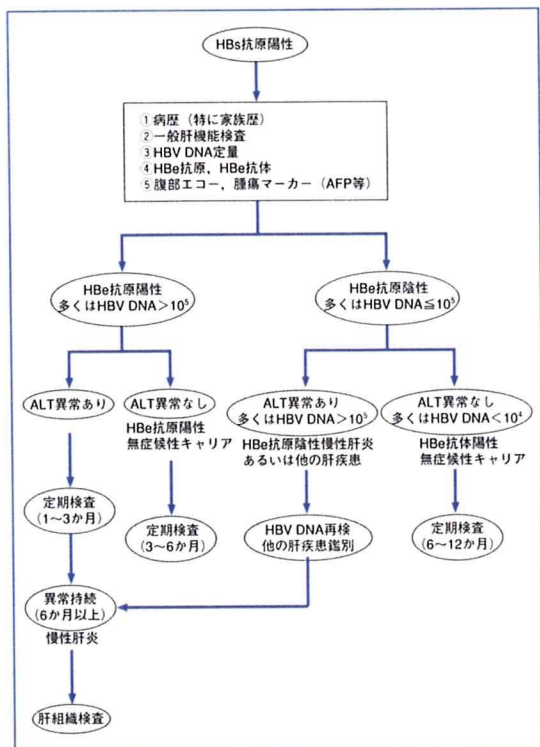 HBs抗原陽性
①病歴（特に家族歴）
②一般肝機能検査
③HBV DNA定量
④HBe抗原，HBe抗体
⑤腹部エコー，腫瘍マーカー（AFP等）
HBe抗原陽性
多くはHBV DNA＞10⁵
HBe抗原陰性
多くはHBV DNA≦10⁵
ALT異常あり
ALT異常なし
HBe抗原陽性
無症候性キャリア
ALT異常あり
多くはHBV DNA＞10⁵
HBe抗原陰性慢性肝炎
あるいは他の肝疾患
ALT異常なし
多くはHBV DNA＜10⁴
HBe抗体陽性
無症候性キャリア
定期検査
(1～3か月)
定期検査
(3～6か月)
HBV DNA再検
他の肝疾患鑑別
定期検査
(6～12か月)
異常持続
(6か月以上)
慢性肝炎
肝組織検査